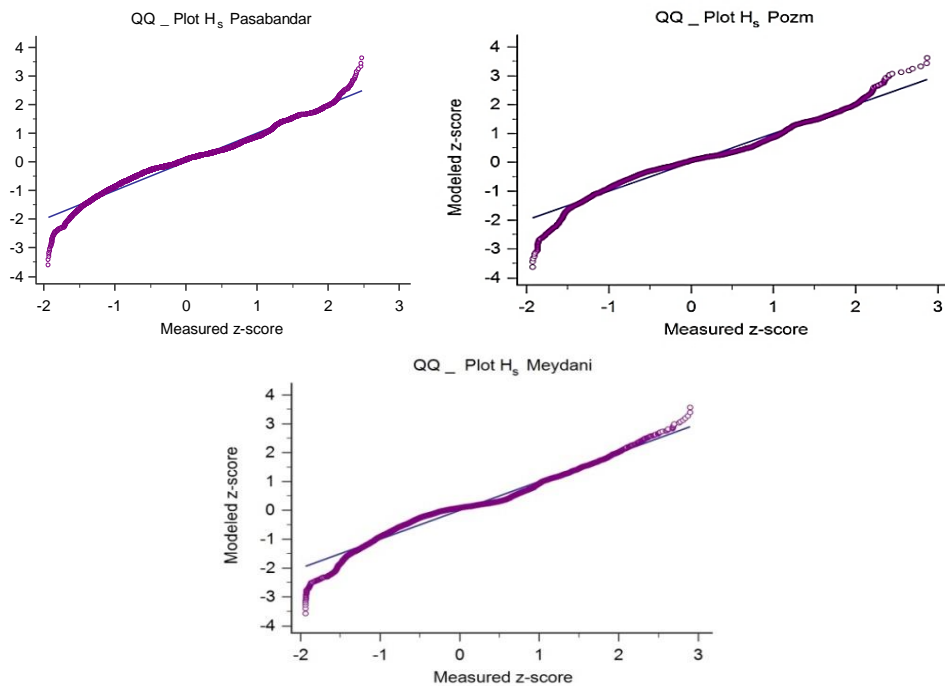 QQ _ Plot Hs Pasabandar
4
3
2
1
0
-1
-2
-3
-4
-2 -1 0 1 2 3
Measured z-score
QQ _ Plot Hs Pozm
Modeled z-score
4
3
2
1
0
-1
-2
-3
-4
-2 -1 0 1 2 3
Measured z-score
QQ _ Plot Hs Meydani
Modeled z-score
4
3
2
1
0
-1
-2
-3
-4
-2 -1 0 1 2 3
Measured z-score